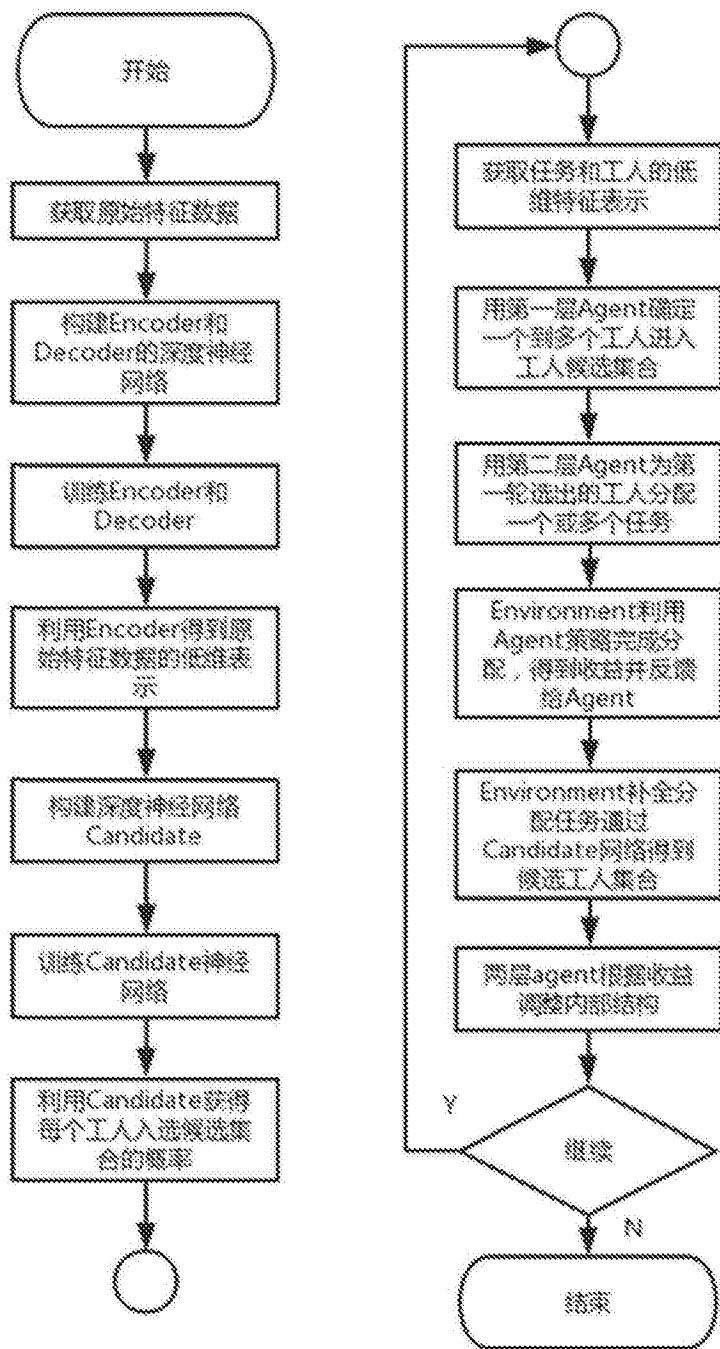 开始
获取原始特征数据
构建Encoder和
Decoder的深度神经
网络
训练Encoder和
Decoder
利用Encoder得到原
始特征数据的低维表
示
构建深度神经网络
Candidate
训练Candidate神经
网络
利用Candidate获得
每个工人入选候选集
合的概率
获取任务和工人的低
维特征表示
用第一层Agent确定
一个到多个工人进入
工人候选集合
用第二层Agent为第
一轮选出的工人分配
一个或多个任务
Environment利用
Agent策略完成分
配，得到收益并反馈
给Agent
Environment补全分
配任务通过
Candidate网络得到
候选工人集合
两层agent根据收益
调整内部结构
Y
继续
N
结束